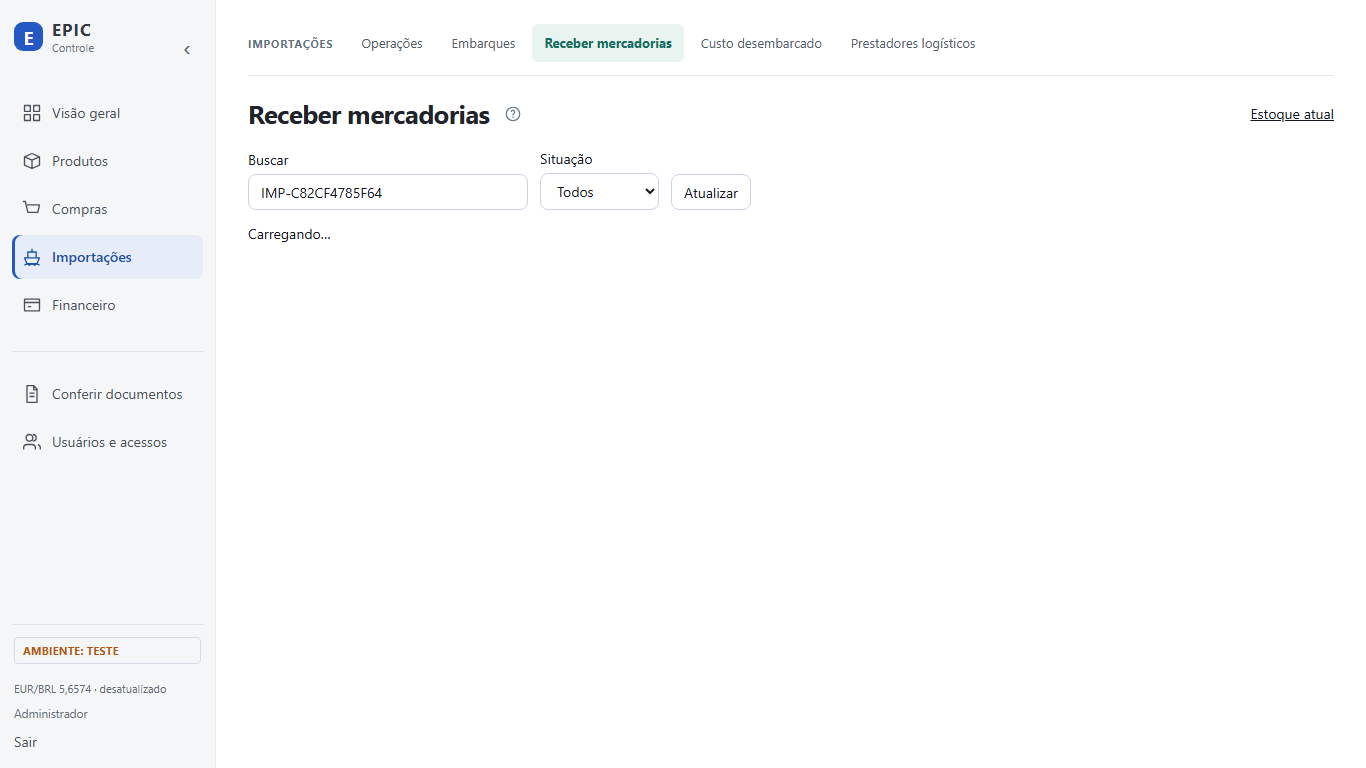 E
EPIC
Controle
‹
Visão geral
Produtos
Compras
Importações
Financeiro
Conferir documentos
Usuários e acessos
AMBIENTE: TESTE
EUR/BRL 5,6574 · desatualizado
Administrador
Sair
IMPORTAÇÕES Operações Embarques Receber mercadorias Custo desembarcado Prestadores logísticos
Receber mercadorias ? Estoque atual
Buscar Situação
IMP-C82CF4785F64 Todos Atualizar
Carregando...